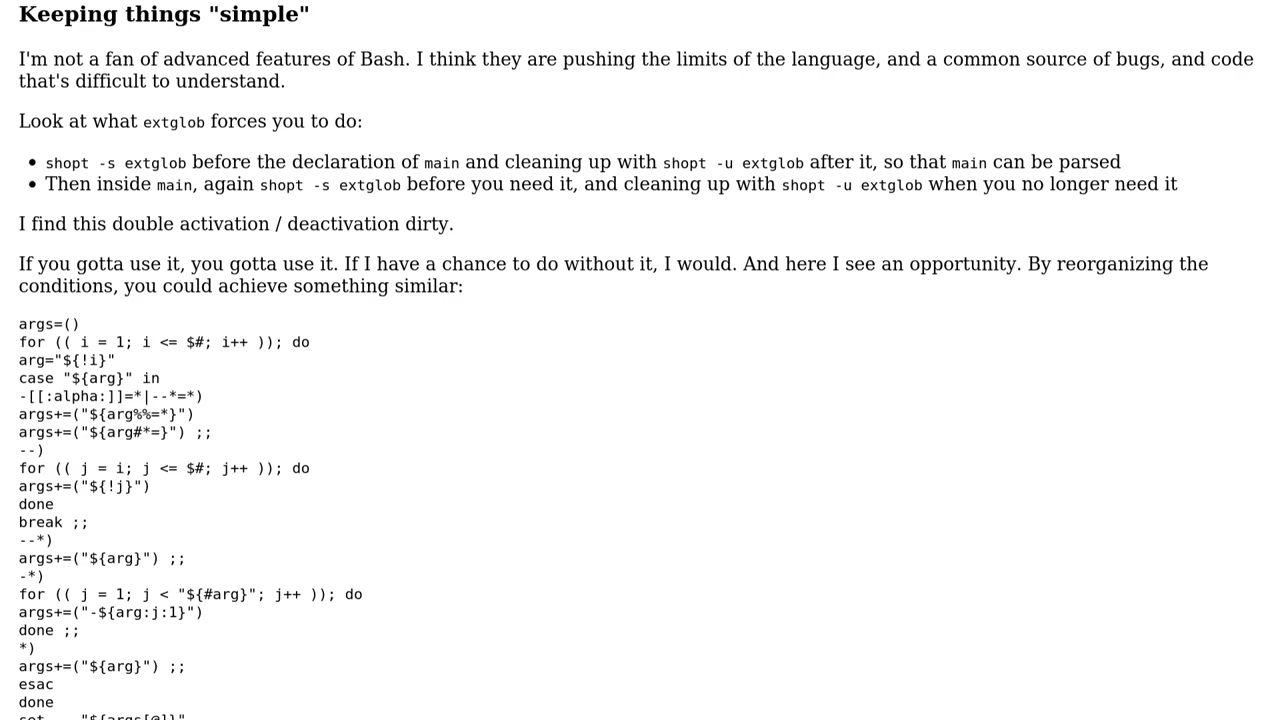 Keeping things "simple"
I'm not a fan of advanced features of Bash. I think they are pushing the limits of the language, and a common source of bugs, and code
that's difficult to understand.
Look at what extglob forces you to do:
• shopt -s extglob before the declaration of main and cleaning up with shopt -u extglob after it, so that main can be parsed
• Then inside main, again shopt -s extglob before you need it, and cleaning up with shopt -u extglob when you no longer need it
I find this double activation / deactivation dirty.
If you gotta use it, you gotta use it. If I have a chance to do without it, I would. And here I see an opportunity. By reorganizing the
conditions, you could achieve something similar:
args=()
for (( i = 1; i <= $#; i++ )); do
arg="${!i}"
case "${arg}" in
-[[:alpha:]]=*|--*=*)
args+=("${arg%%=*}")
args+=("${arg#*=}") ;;
--)
for (( j = i; j <= $#; j++ )); do
args+=("${!j}")
done
break ;;
--*)
args+=("${arg}") ;;
-*)
for (( j = 1; j < "${#arg}"; j++ )); do
args+=("-${arg:j:1}")
done ;;
*)
args+=("${arg}") ;;
esac
done
set "${args[@]}"